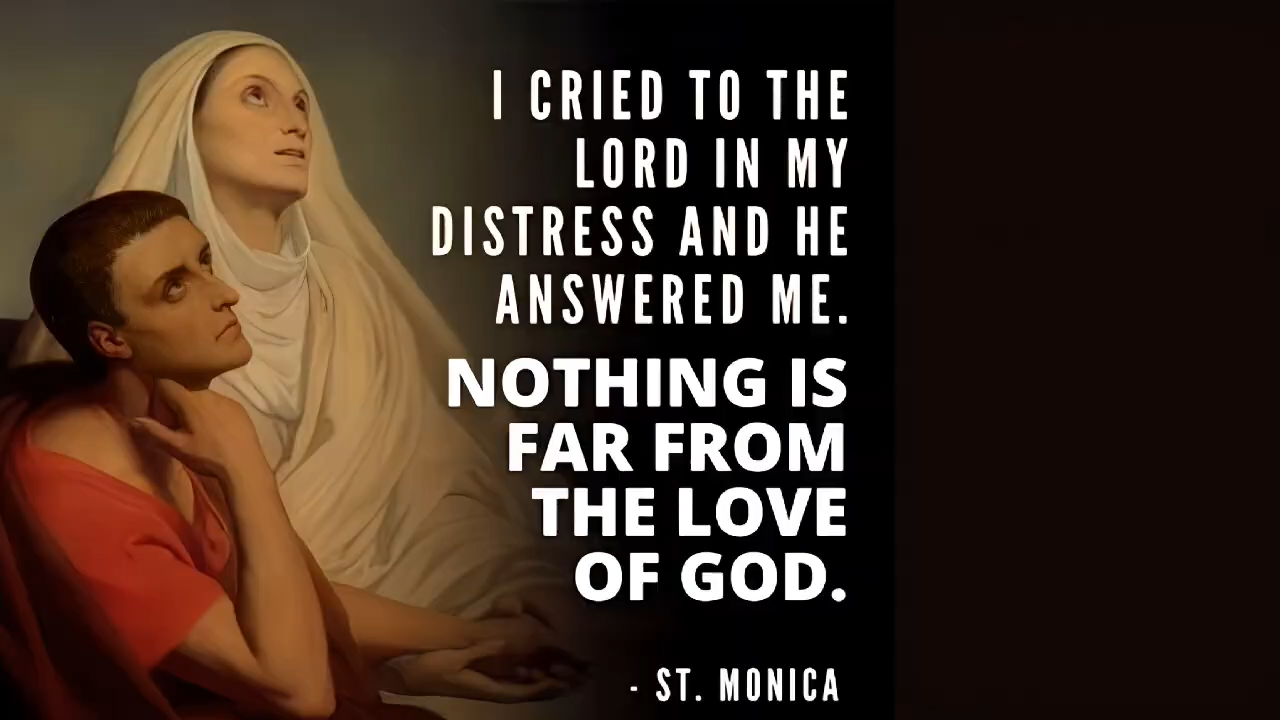 I CRIED TO THE
LORD IN MY
DISTRESS AND HE
ANSWERED ME.
NOTHING IS
FAR FROM
THE LOVE
OF GOD.
- ST. MONICA